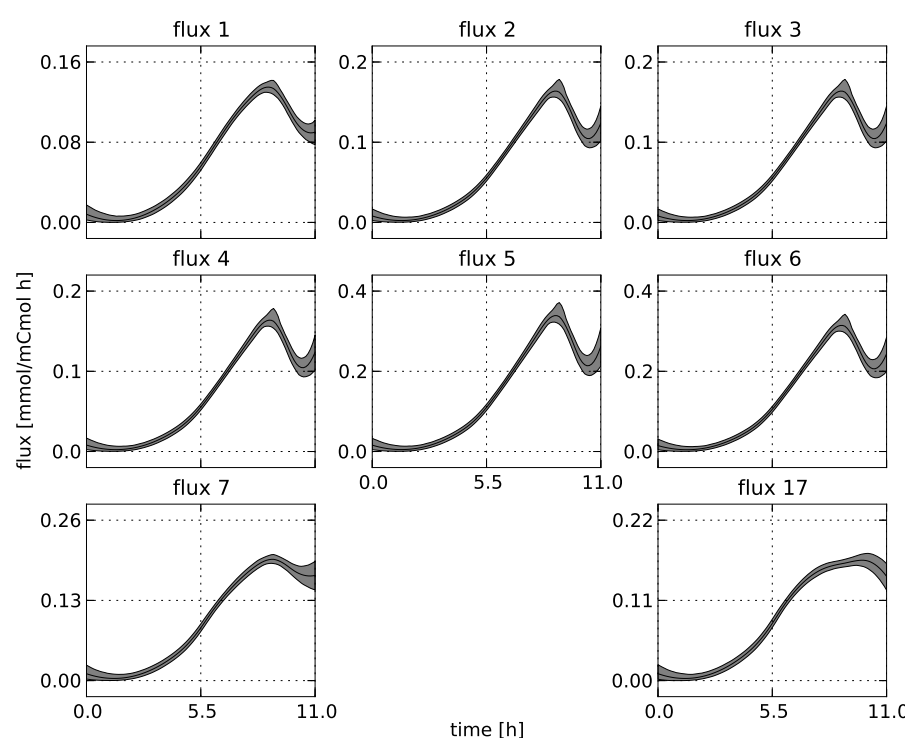 flux 1 flux 2 flux 3
0.16 0.2 0.2
0.08 0.1 0.1
0.00 0.0 0.0
flux 4 flux 5 flux 6
0.2 0.4 0.4
0.1 0.2 0.2
0.0 0.0 0.0
0.0 5.5 11.0
flux [mmol/mCmol h]
flux 7 flux 17
0.26 0.22
0.13 0.11
0.00 0.00
0.0 5.5 11.0 0.0 5.5 11.0
time [h]